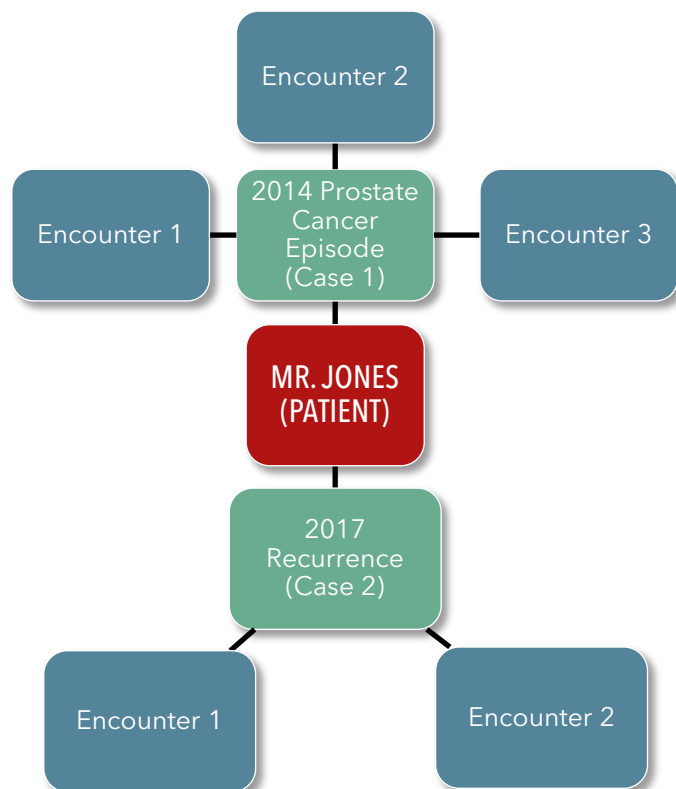 Encounter 2
Encounter 1
2014 Prostate
Cancer
Episode
(Case 1)
Encounter 3
MR. JONES
(PATIENT)
2017
Recurrence
(Case 2)
Encounter 1
Encounter 2